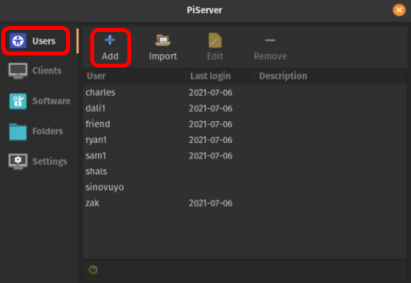 PiServer
Users
Clients
Software
Folders
Settings
Add Import Edit Remove
User Last login Description
charles 2021-07-06
dali1 2021-07-06
friend 2021-07-06
ryan1 2021-07-06
sam1 2021-07-06
shals
sinovuyo
zak 2021-07-06